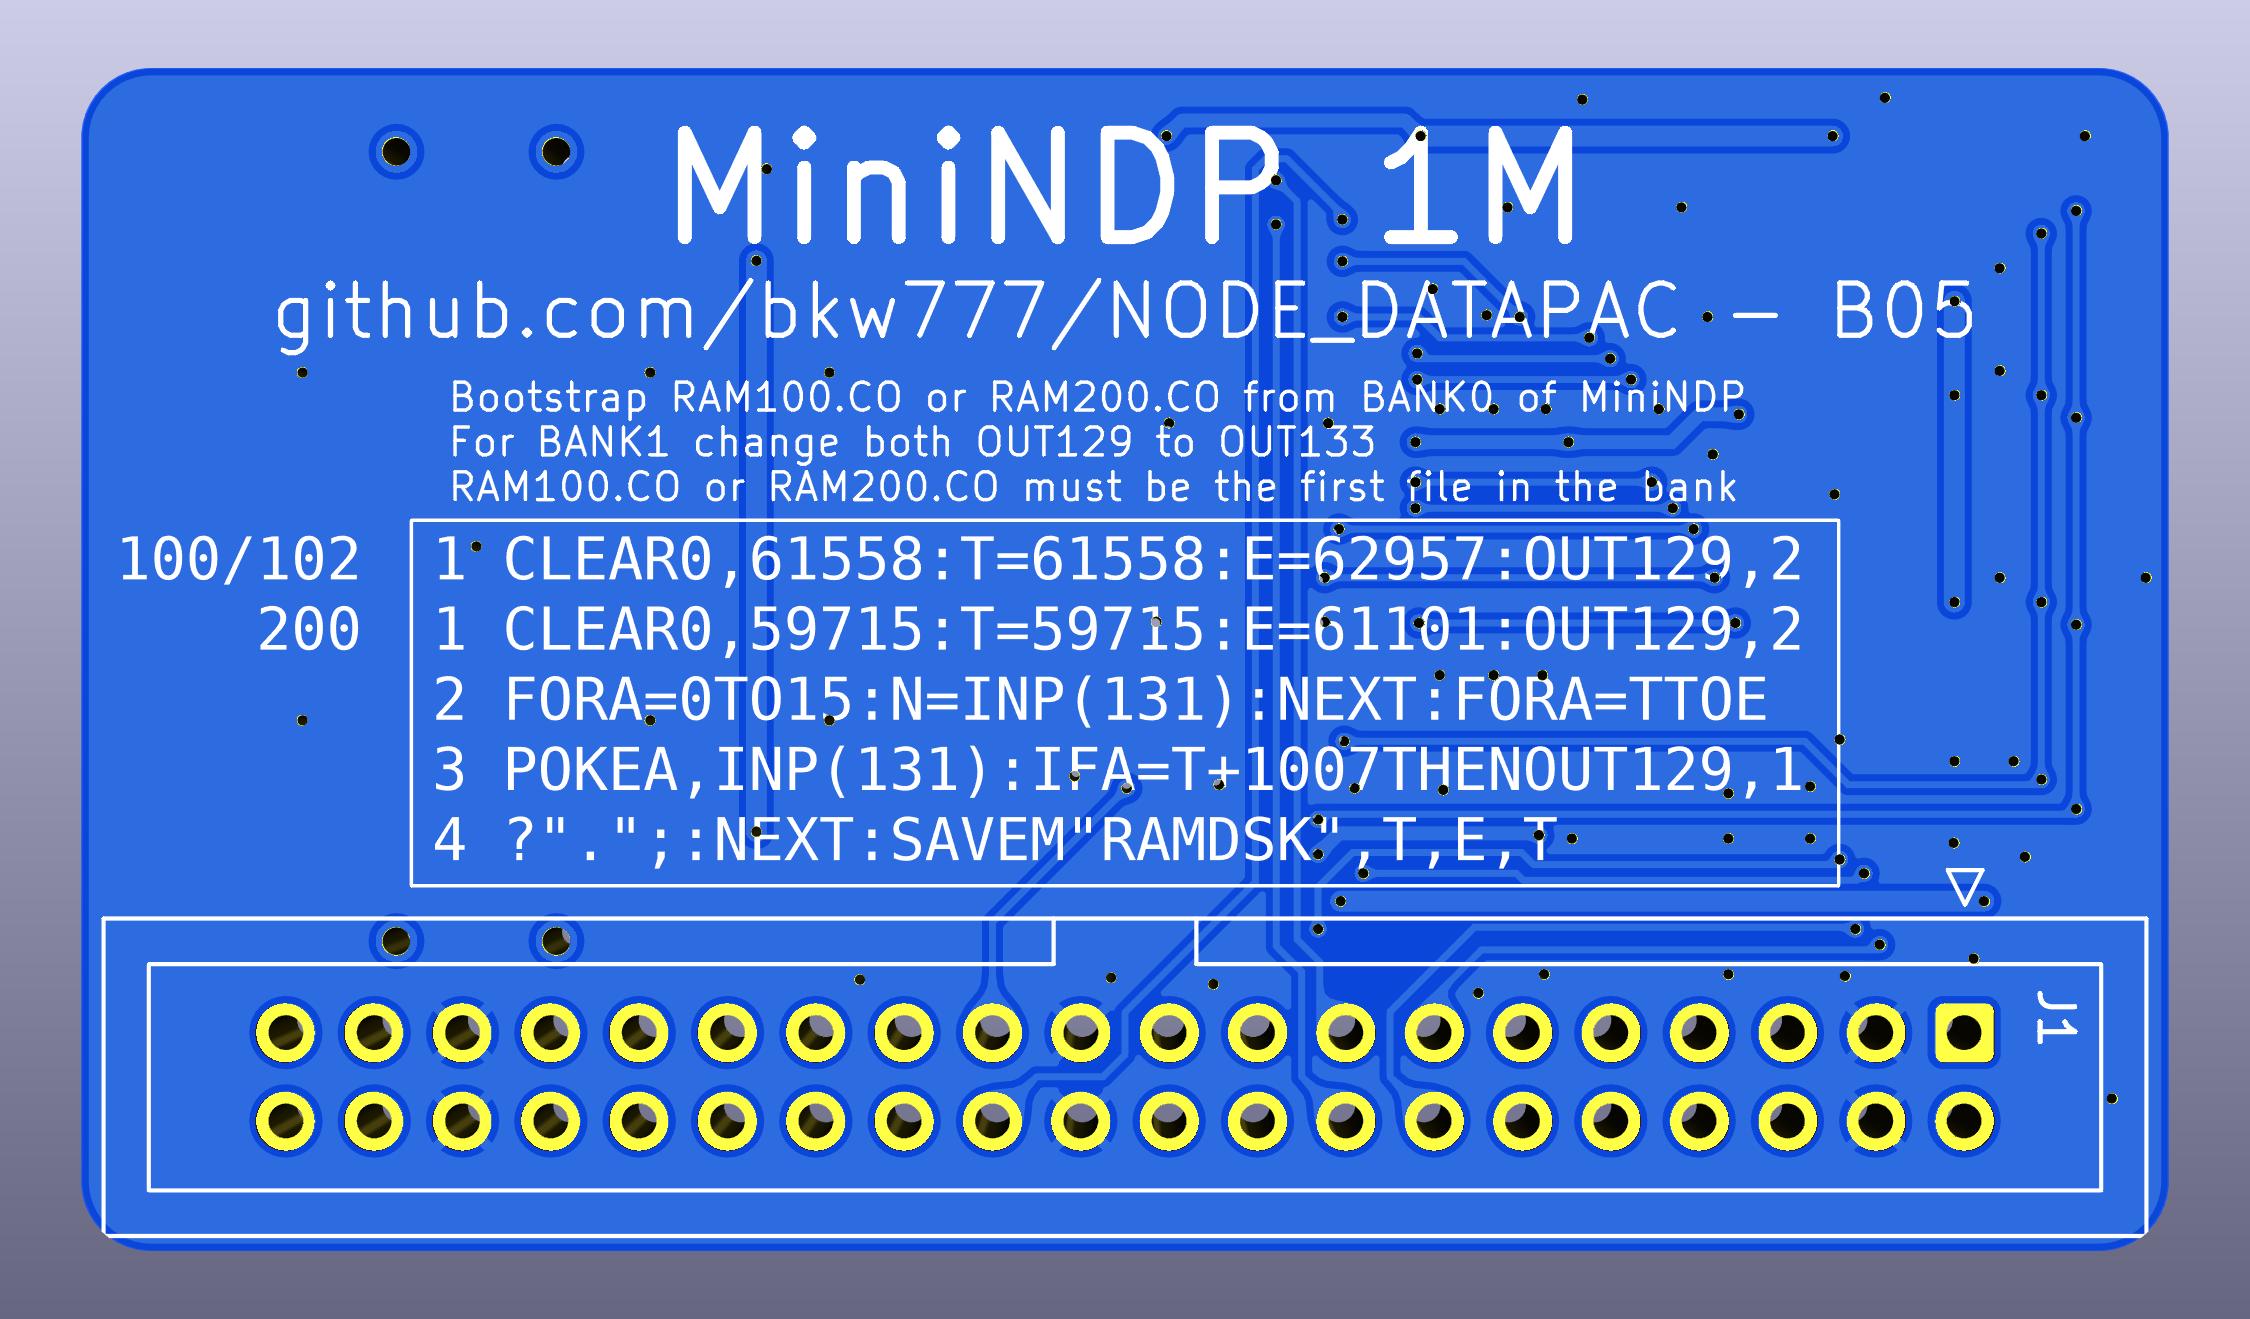 MiniNDP 1M
github.com/bkw777/NODE_DATAPAC - B05
Bootstrap RAM100.CO or RAM200.CO from BANK0 of MiniNDP
For BANK1 change both OUT129 to OUT133
RAM100.CO or RAM200.CO must be the first file in the bank
100/102 1 CLEAR0,61558:T=61558:E=62957:OUT129,2
200 1 CLEAR0,59715:T=59715:E=61101:OUT129,2
2 FORA=0TO15:N=INP(131):NEXT:FORA=TTOE
3 POKEA,INP(131):IFA=T+1007THENOUT129,1
4 ?".";:NEXT:SAVEM"RAMDSK",T,E,T
J1